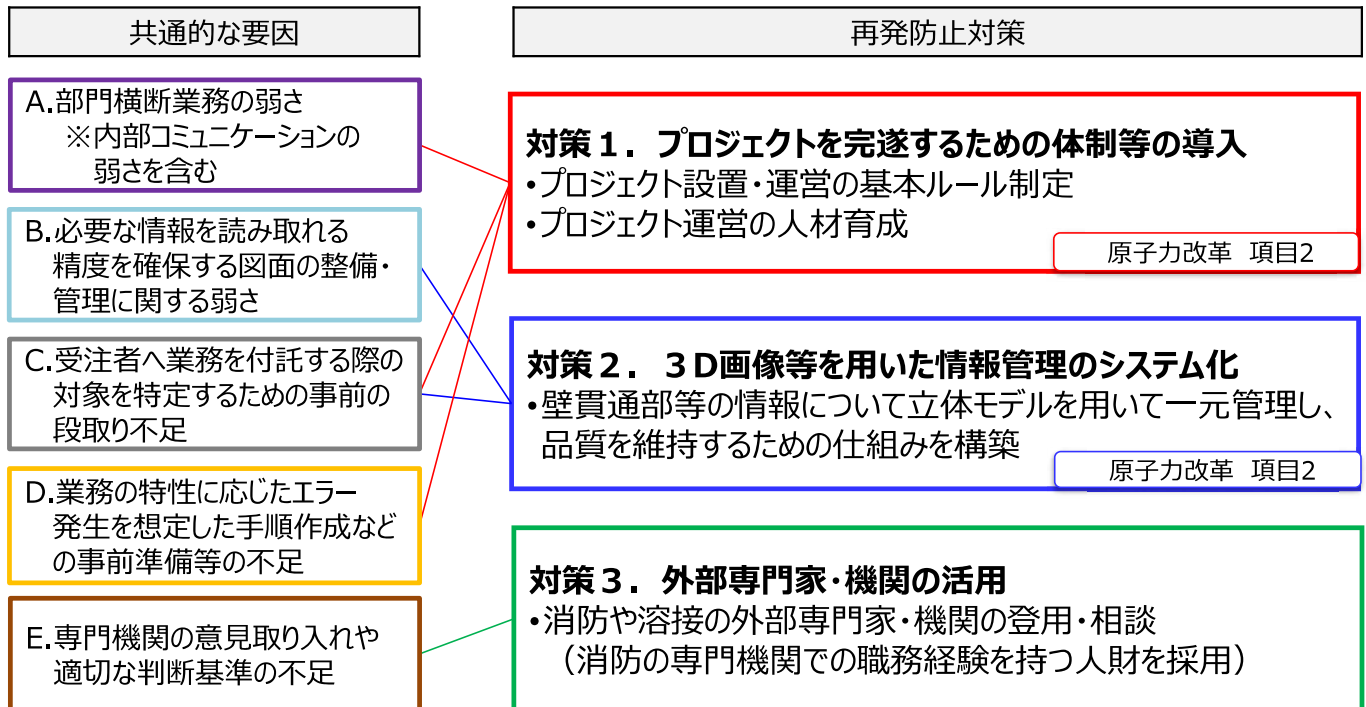 共通的な要因
再発防止対策
A.部門横断業務の弱さ
※内部コミュニケーションの
弱さを含む
B.必要な情報を読み取れる
精度を確保する図面の整備・
管理に関する弱さ
C.受注者へ業務を付託する際の
対象を特定するための事前の
段取り不足
D.業務の特性に応じたエラー
発生を想定した手順作成など
の事前準備等の不足
E.専門機関の意見取り入れや
適切な判断基準の不足
対策１．プロジェクトを完遂するための体制等の導入
•プロジェクト設置・運営の基本ルール制定
•プロジェクト運営の人材育成
原子力改革 項目2
対策２．３D画像等を用いた情報管理のシステム化
•壁貫通部等の情報について立体モデルを用いて一元管理し、
品質を維持するための仕組みを構築
原子力改革 項目2
対策３．外部専門家・機関の活用
•消防や溶接の外部専門家・機関の登用・相談
（消防の専門機関での職務経験を持つ人財を採用）